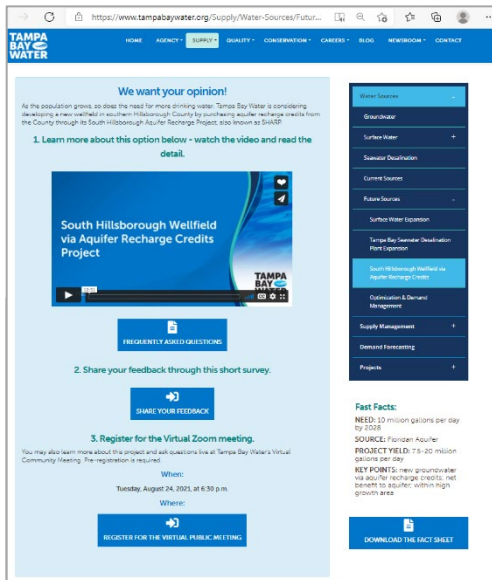 https://www.tampabaywater.org/Supply/Water-Sources/Futur...
TAMPA
BAY
WATER
HOME AGENCY SUPPLY QUALITY CONSERVATION CAREERS BLOG NEWSROOM CONTACT
We want your opinion!
As the population grows, so does the need for more drinking water. Tampa Bay Water is considering
developing a new wellfield in southern Hillsborough County by purchasing aquifer recharge credits from
the County through its South Hillsborough Aquifer Recharge Project, also known as SHARP.
1. Learn more about this option below - watch the video and read the
detail.
South Hillsborough Wellfield
via Aquifer Recharge Credits
Project
TAMPA
BAY
WATER
CC
FREQUENTLY ASKED QUESTIONS
2. Share your feedback through this short survey.
SHARE YOUR FEEDBACK
3. Register for the Virtual Zoom meeting.
You may also learn more about this project and ask questions live at Tampa Bay Water's Virtual
Community Meeting. Pre-registration is required.
When:
Tuesday, August 24, 2021, at 6:30 p.m.
Where:
REGISTER FOR THE VIRTUAL PUBLIC MEETING
Water Sources -
Groundwater
Surface Water +
Seawater Desalination
Current Sources
Future Sources -
Surface Water Expansion
Tampa Bay Seawater Desalination
Plant Expansion
South Hillsborough Wellfield via
Aquifer Recharge Credits
Optimization & Demand
Management
Supply Management +
Demand Forecasting
Projects +
Fast Facts:
NEED: 10 million gallons per day
by 2028
SOURCE: Floridan Aquifer
PROJECT YIELD: 7.5-20 million
gallons per day
KEY POINTS: new groundwater
via aquifer recharge credits; net
benefit to aquifer; within high
growth area
DOWNLOAD THE FACT SHEET